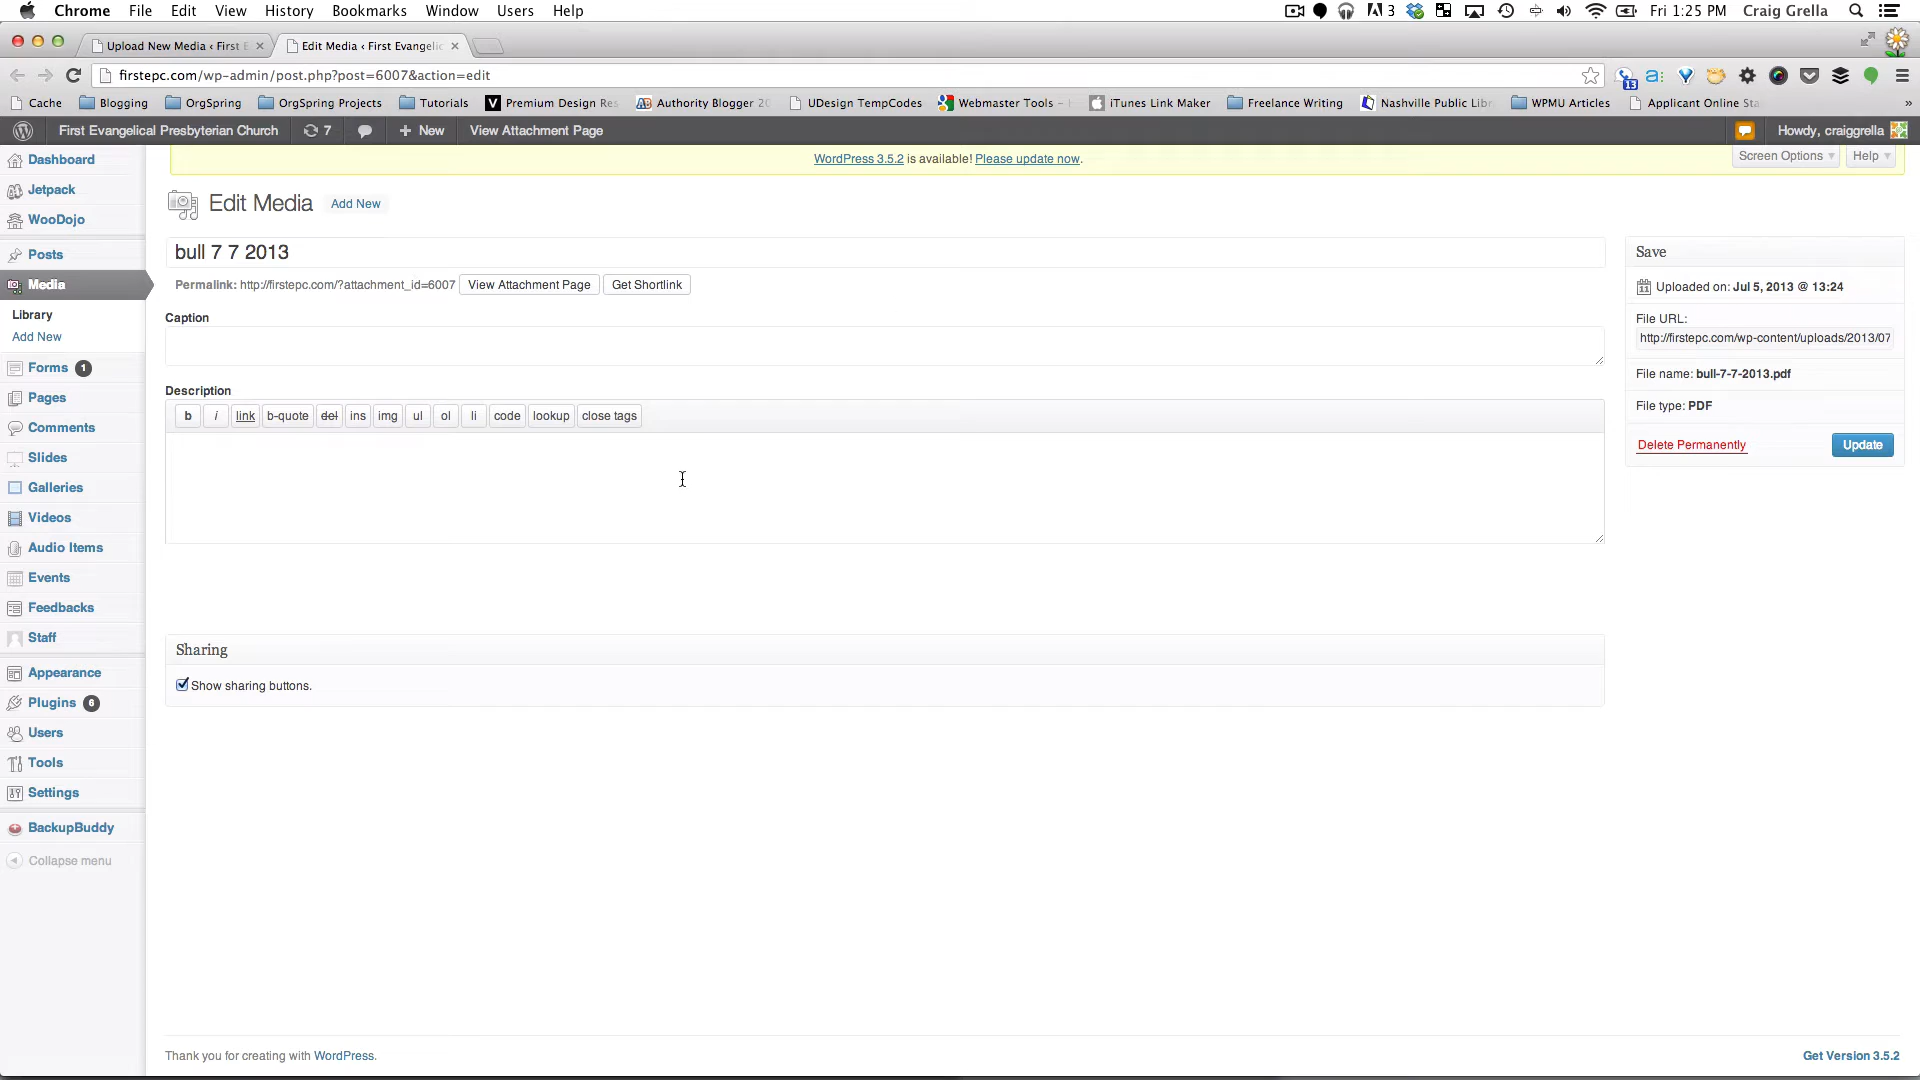 Chrome File Edit View History Bookmarks Window Users Help 3 Fri 1:25 PM Craig Grella
Upload New Media ‹ First E Edit Media ‹ First Evangelic
firstepc.com/wp-admin/post.php?post=6007&action=edit 13
Cache Blogging OrgSpring OrgSpring Projects Tutorials Premium Design Res Authority Blogger 20 UDesign TempCodes Webmaster Tools - iTunes Link Maker Freelance Writing Nashville Public Lib WPMU Articles Applicant Online Sta »
First Evangelical Presbyterian Church 7 + New View Attachment Page Howdy, craiggrella
WordPress 3.5.2 is available! Please update now.
Screen Options Help
Dashboard
Jetpack
WooDojo
Posts
Media
Library
Add New
Forms 1
Pages
Comments
Slides
Galleries
Videos
Audio Items
Events
Feedbacks
Staff
Appearance
Plugins 6
Users
Tools
Settings
BackupBuddy
Collapse menu
Edit Media Add New
bull 7 7 2013
Permalink: http://firstepc.com/?attachment_id=6007 View Attachment Page Get Shortlink
Caption
Description
b i link b-quote del ins img ul ol li code lookup close tags
Sharing
Show sharing buttons.
Save
11 Uploaded on: Jul 5, 2013 @ 13:24
File URL:
http://firstepc.com/wp-content/uploads/2013/07
File name: bull-7-7-2013.pdf
File type: PDF
Delete Permanently Update
Thank you for creating with WordPress. Get Version 3.5.2